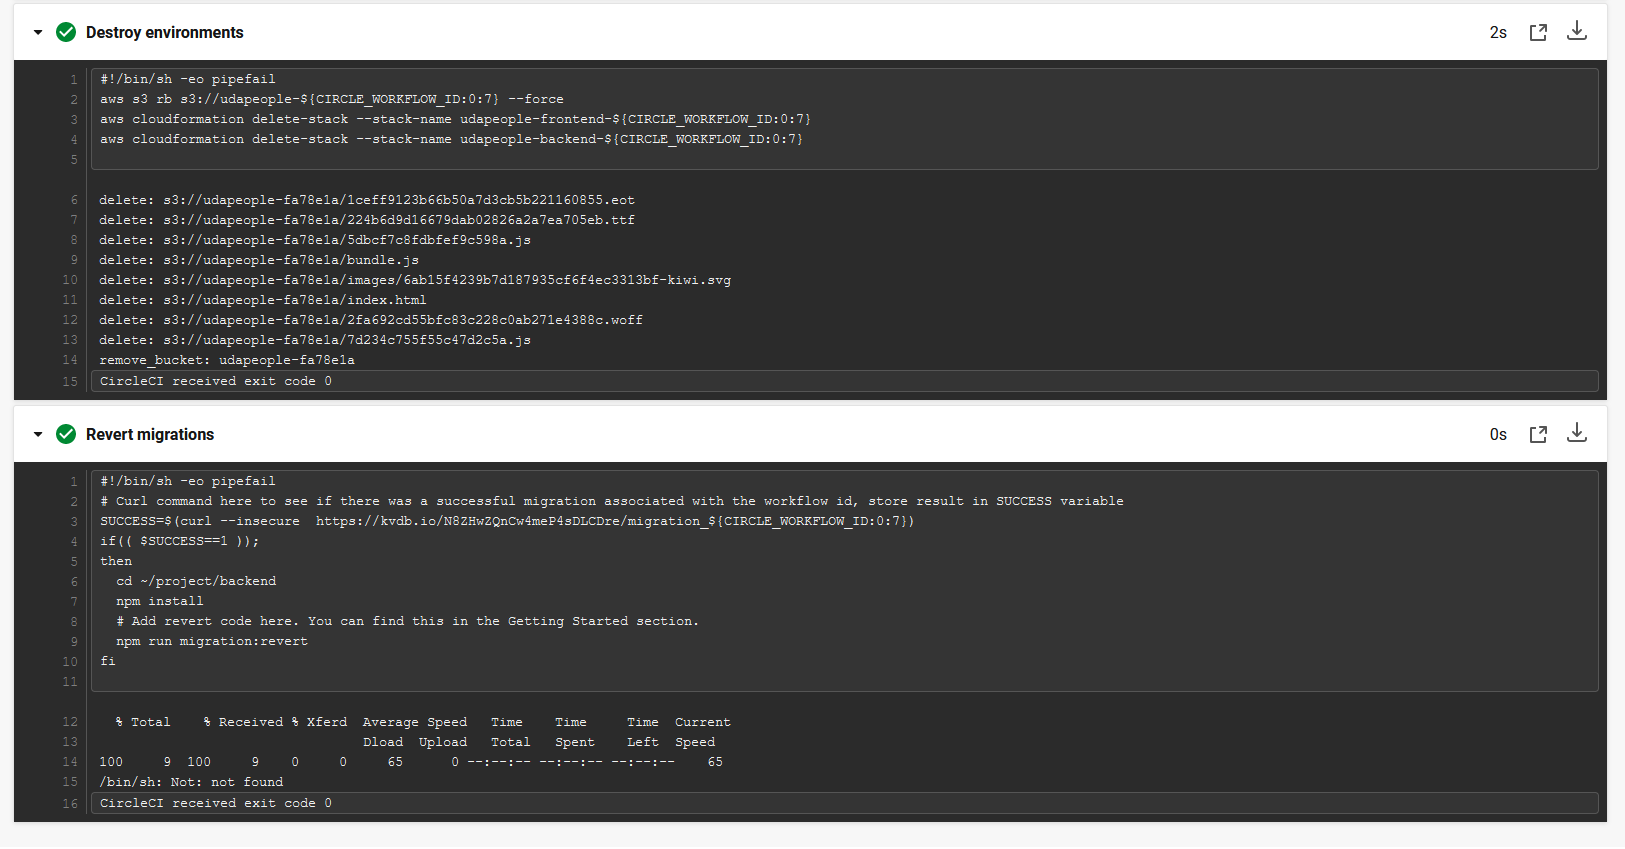 Destroy environments
2s
1 #!/bin/sh -eo pipefail
2 aws s3 rb s3://udapeople-${CIRCLE_WORKFLOW_ID:0:7} --force
3 aws cloudformation delete-stack --stack-name udapeople-frontend-${CIRCLE_WORKFLOW_ID:0:7}
4 aws cloudformation delete-stack --stack-name udapeople-backend-${CIRCLE_WORKFLOW_ID:0:7}
5
6 delete: s3://udapeople-fa78e1a/1ceff9123b66b50a7d3cb5b221160855.eot
7 delete: s3://udapeople-fa78e1a/224b6d9d16679dab02826a2a7ea705eb.ttf
8 delete: s3://udapeople-fa78e1a/5dbcf7c8fdbfef9c598a.js
9 delete: s3://udapeople-fa78e1a/bundle.js
10 delete: s3://udapeople-fa78e1a/images/6ab15f4239b7d187935cf6f4ec3313bf-kiwi.svg
11 delete: s3://udapeople-fa78e1a/index.html
12 delete: s3://udapeople-fa78e1a/2fa692cd55bfc83c228c0ab271e4388c.woff
13 delete: s3://udapeople-fa78e1a/7d234c755f55c47d2c5a.js
14 remove_bucket: udapeople-fa78e1a
15 CircleCI received exit code 0
Revert migrations
0s
1 #!/bin/sh -eo pipefail
2 # Curl command here to see if there was a successful migration associated with the workflow id, store result in SUCCESS variable
3 SUCCESS=$(curl --insecure  https://kvdb.io/N8ZHwZQnCw4meP4sDLCDre/migration_${CIRCLE_WORKFLOW_ID:0:7})
4 if(( $SUCCESS==1 ));
5 then
6   cd ~/project/backend
7   npm install
8   # Add revert code here. You can find this in the Getting Started section.
9   npm run migration:revert
10 fi
11
12   % Total    % Received % Xferd  Average Speed   Time    Time     Time  Current
13                                  Dload  Upload   Total   Spent    Left  Speed
14 100     9  100     9    0     0     65      0 --:--:-- --:--:-- --:--:--    65
15 /bin/sh: Not: not found
16 CircleCI received exit code 0